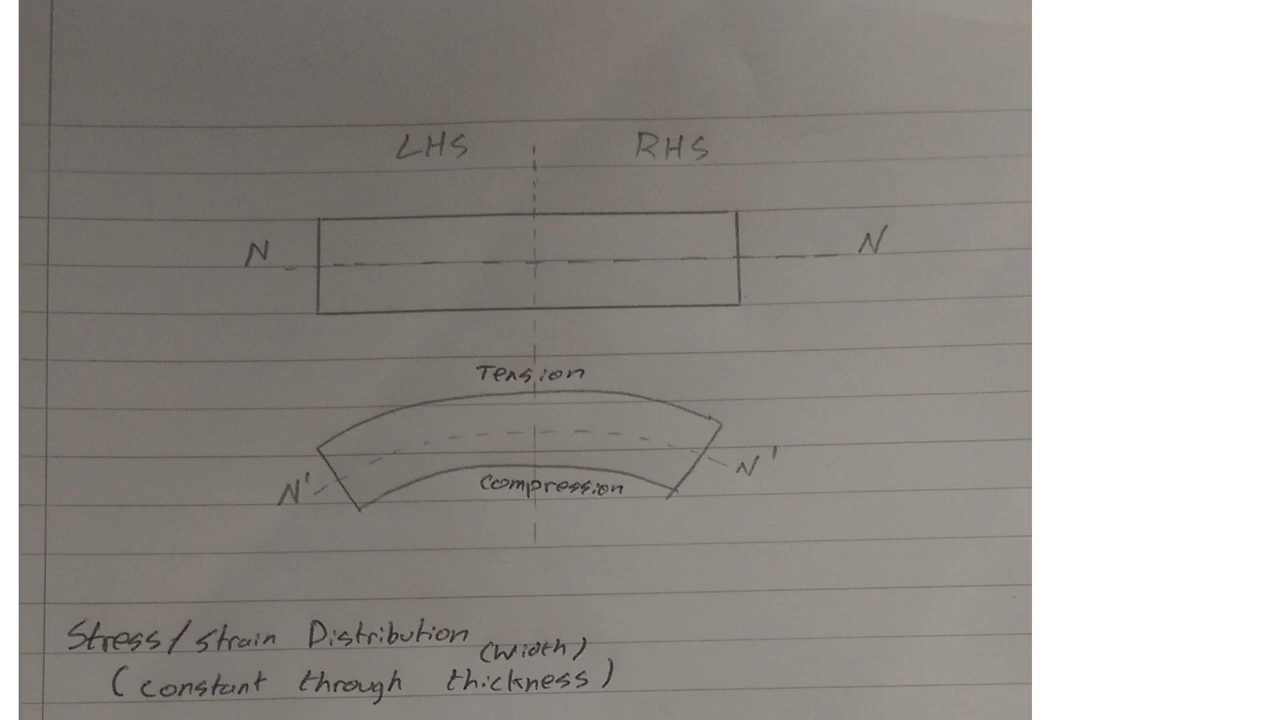 LHS RHS
N N
Tension
N' compression N'
Stress/strain Distribution
(width)
(constant through thickness)